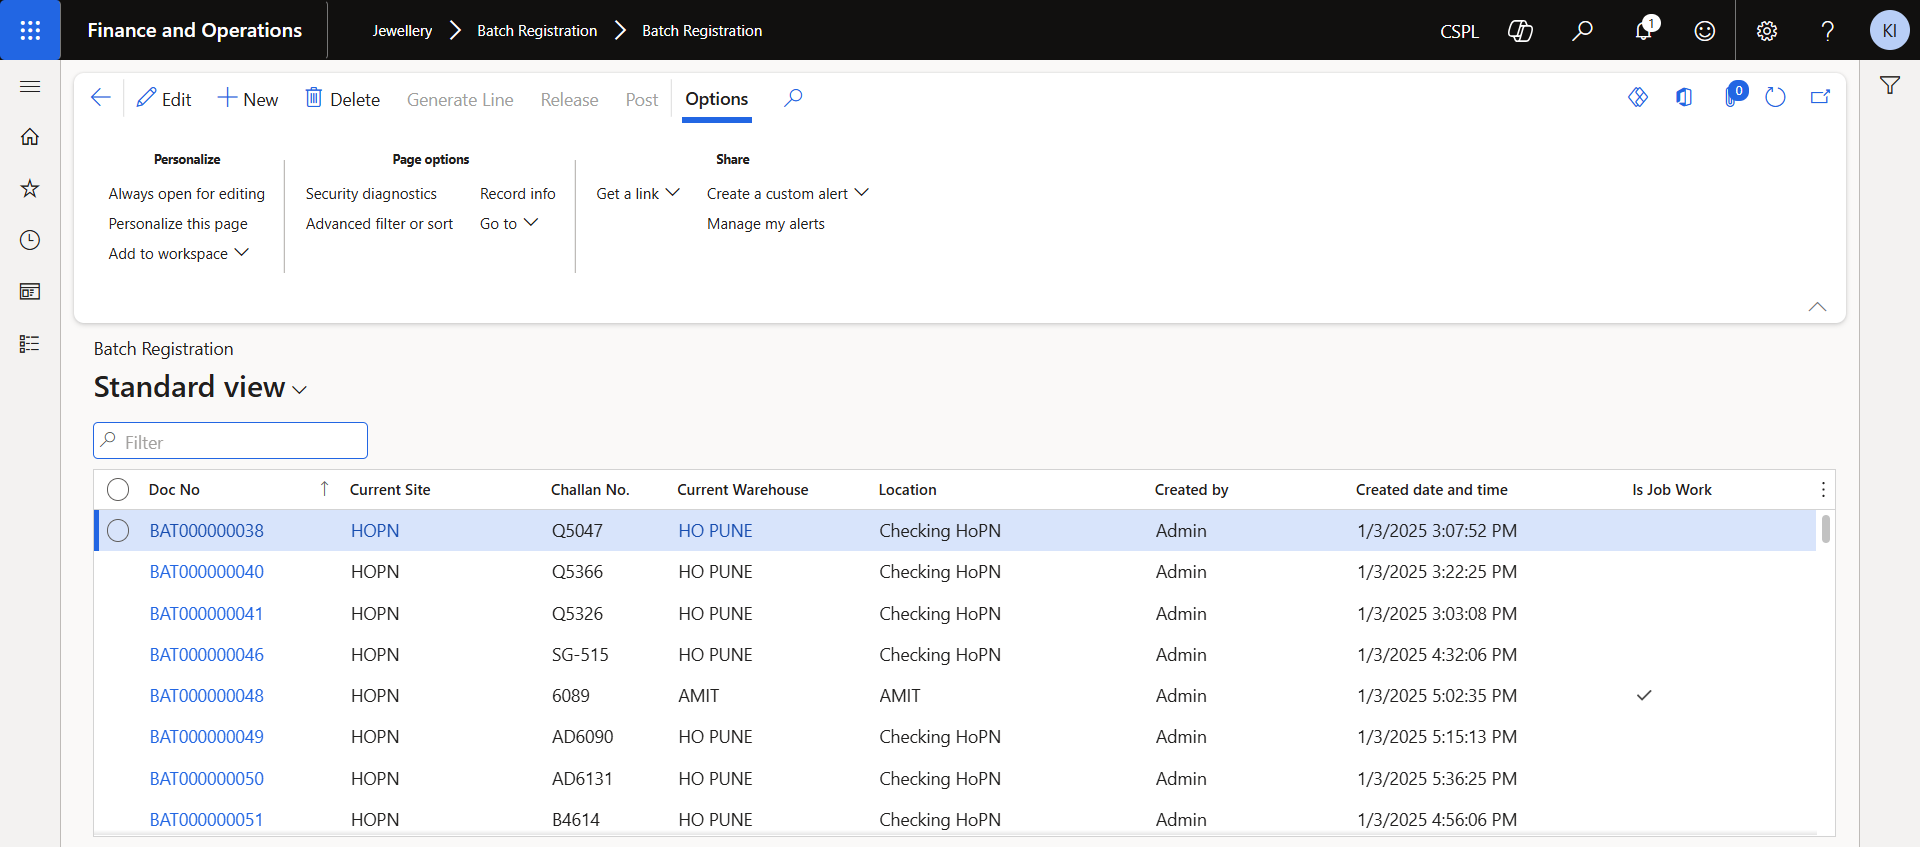 Finance and Operations
Jewellery Batch Registration Batch Registration
CSPL
1
?
KI
Edit New Delete Generate Line Release Post Options
0
Personalize
Always open for editing
Personalize this page
Add to workspace
Page options
Security diagnostics Record info
Advanced filter or sort Go to
Share
Get a link Create a custom alert
Manage my alerts
Batch Registration
Standard view
Filter
Doc No Current Site Challan No. Current Warehouse Location Created by Created date and time Is Job Work
BAT000000038 HOPN Q5047 HO PUNE Checking HoPN Admin 1/3/2025 3:07:52 PM
BAT000000040 HOPN Q5366 HO PUNE Checking HoPN Admin 1/3/2025 3:22:25 PM
BAT000000041 HOPN Q5326 HO PUNE Checking HoPN Admin 1/3/2025 3:03:08 PM
BAT000000046 HOPN SG-515 HO PUNE Checking HoPN Admin 1/3/2025 4:32:06 PM
BAT000000048 HOPN 6089 AMIT AMIT Admin 1/3/2025 5:02:35 PM
BAT000000049 HOPN AD6090 HO PUNE Checking HoPN Admin 1/3/2025 5:15:13 PM
BAT000000050 HOPN AD6131 HO PUNE Checking HoPN Admin 1/3/2025 5:36:25 PM
BAT000000051 HOPN B4614 HO PUNE Checking HoPN Admin 1/3/2025 4:56:06 PM